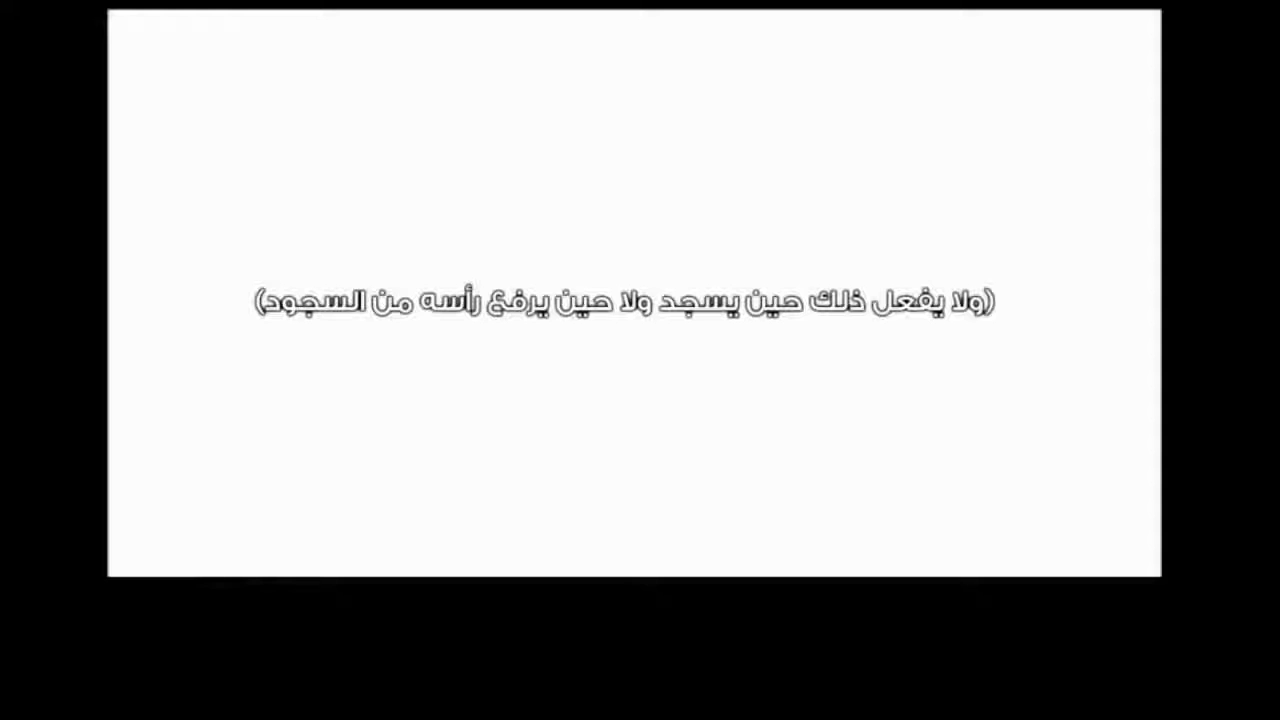 (ولا يفعل ذلك حين يسجد ولا حين يرفع رأسه من السجود)